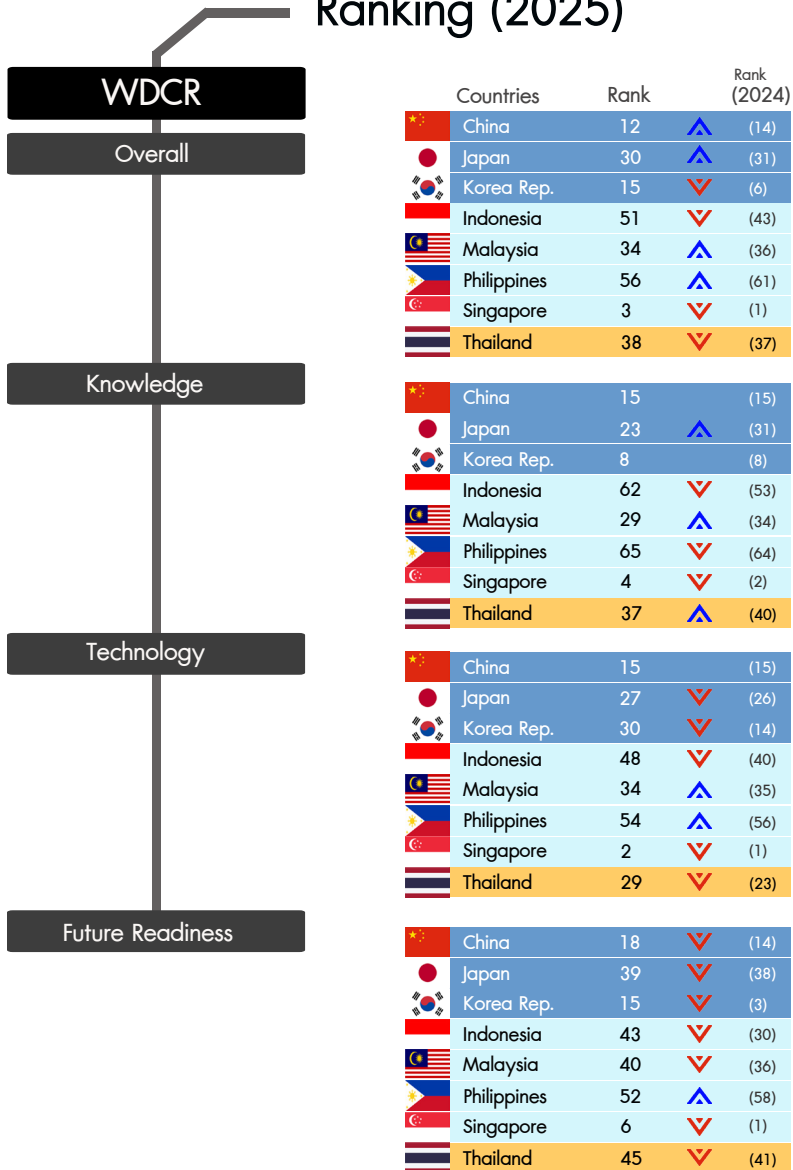 Ranking (2025)
WDCR
Countries Rank Rank (2024)
Overall
China 12 (14)
Japan 30 (31)
Korea Rep. 15 (6)
Indonesia 51 (43)
Malaysia 34 (36)
Philippines 56 (61)
Singapore 3 (1)
Thailand 38 (37)
Knowledge
China 15 (15)
Japan 23 (31)
Korea Rep. 8 (8)
Indonesia 62 (53)
Malaysia 29 (34)
Philippines 65 (64)
Singapore 4 (2)
Thailand 37 (40)
Technology
China 15 (15)
Japan 27 (26)
Korea Rep. 30 (14)
Indonesia 48 (40)
Malaysia 34 (35)
Philippines 54 (56)
Singapore 2 (1)
Thailand 29 (23)
Future Readiness
China 18 (14)
Japan 39 (38)
Korea Rep. 15 (3)
Indonesia 43 (30)
Malaysia 40 (36)
Philippines 52 (58)
Singapore 6 (1)
Thailand 45 (41)